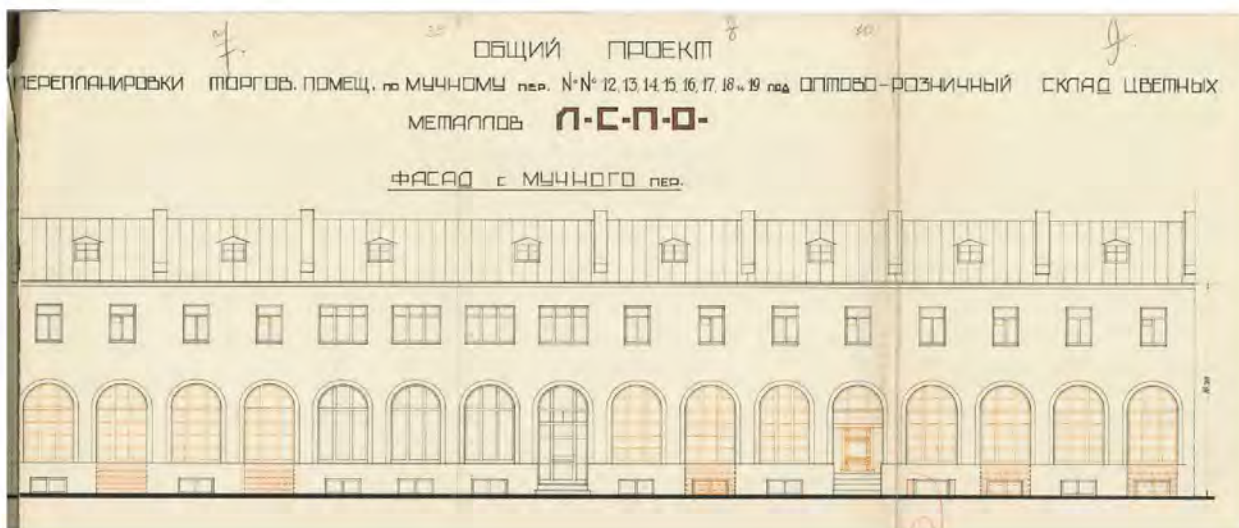 ОБЩИЙ ПРОЕКТ
ПЕРЕПЛАНИРОВКИ ТОРГОВ. ПОМЕЩ. по МУЧНОМУ пер. №№ 12, 13, 14, 15, 16, 17, 18 и 19 под ОПТОВО-РОЗНИЧНЫЙ СКЛАД ЦВЕТНЫХ
МЕТАЛЛОВ Л-С-П-О-
ФАСАД с МУЧНОГО пер.